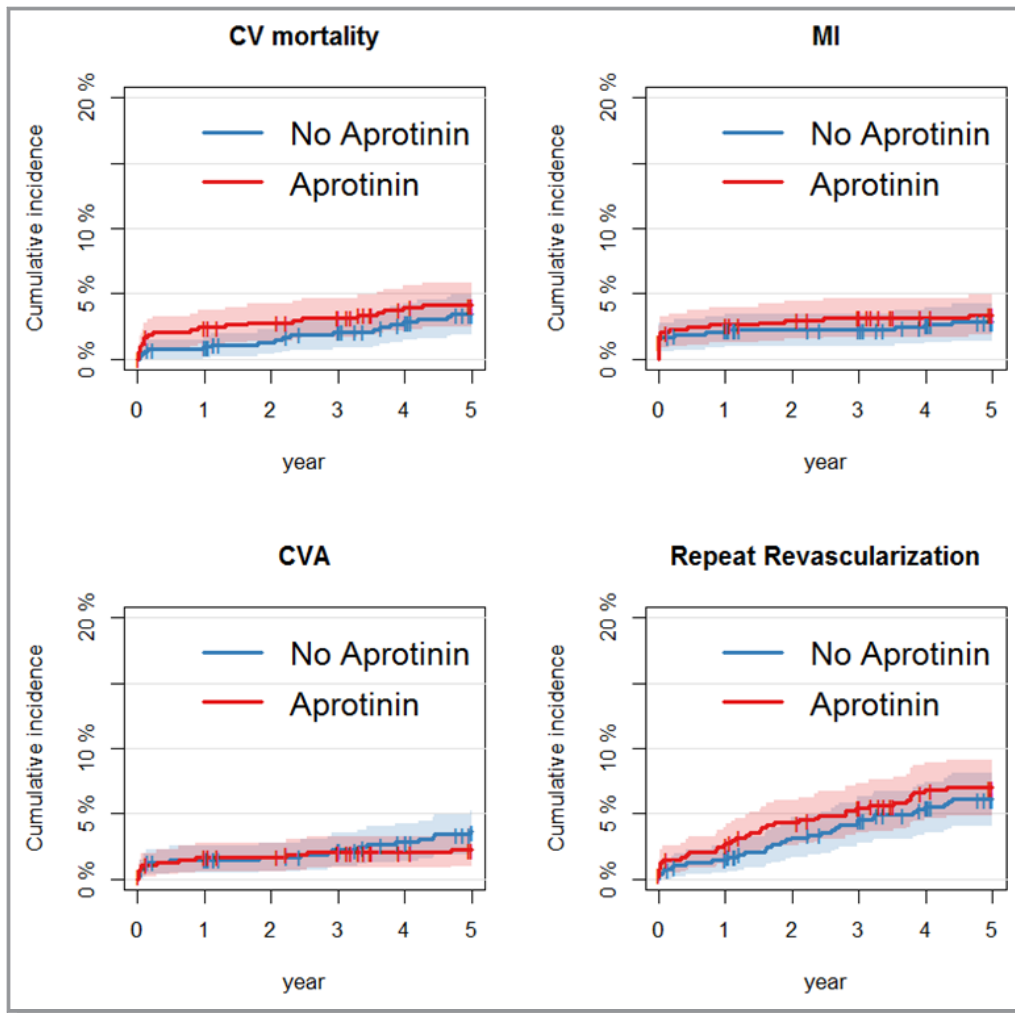 CV mortality
Cumulative incidence
20 %
10 %
5 %
0 %
No Aprotinin
Aprotinin
0 1 2 3 4 5
year
MI
Cumulative incidence
20 %
10 %
5 %
0 %
No Aprotinin
Aprotinin
0 1 2 3 4 5
year
CVA
Cumulative incidence
20 %
10 %
5 %
0 %
No Aprotinin
Aprotinin
0 1 2 3 4 5
year
Repeat Revascularization
Cumulative incidence
20 %
10 %
5 %
0 %
No Aprotinin
Aprotinin
0 1 2 3 4 5
year